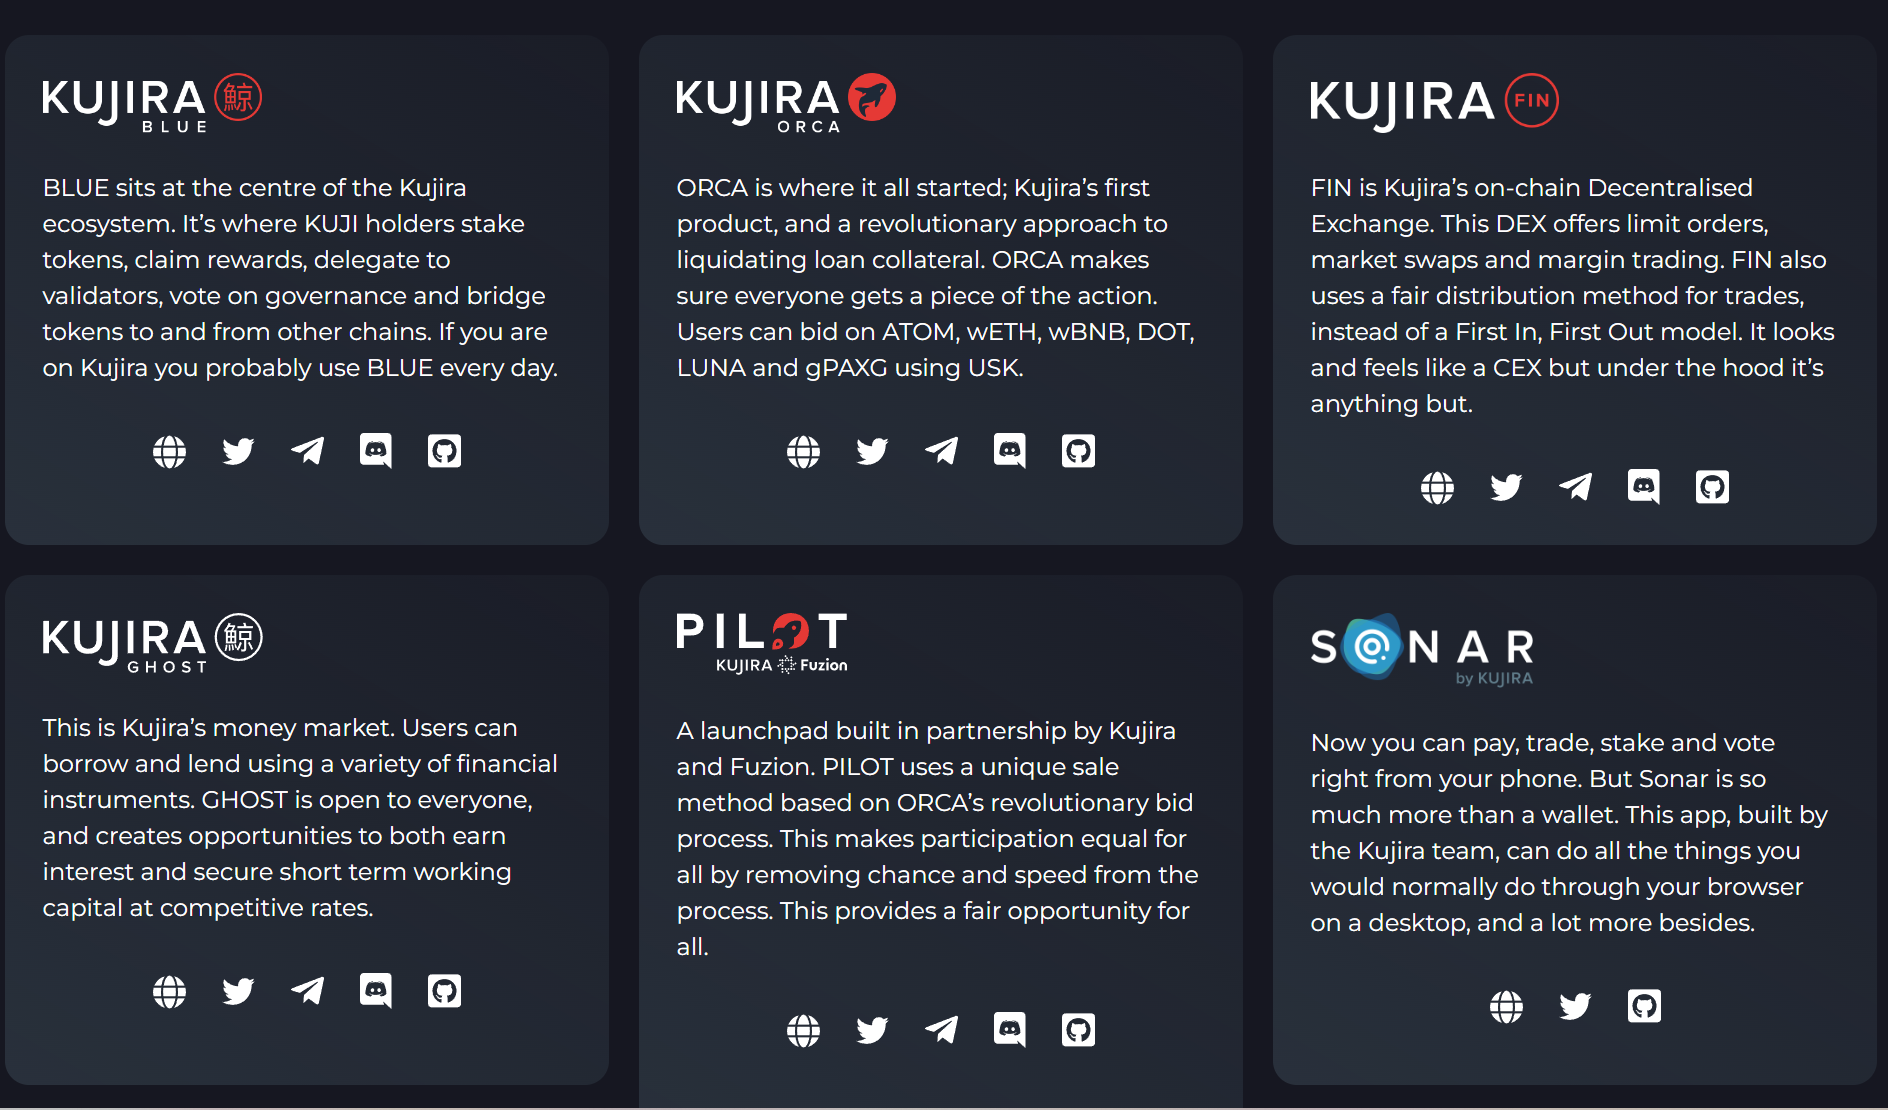 KUJIRA 鯨
BLUE
BLUE sits at the centre of the Kujira
ecosystem. It’s where KUJI holders stake
tokens, claim rewards, delegate to
validators, vote on governance and bridge
tokens to and from other chains. If you are
on Kujira you probably use BLUE every day.
KUJIRA
ORCA
ORCA is where it all started; Kujira’s first
product, and a revolutionary approach to
liquidating loan collateral. ORCA makes
sure everyone gets a piece of the action.
Users can bid on ATOM, wETH, wBNB, DOT,
LUNA and gPAXG using USK.
KUJIRA FIN
FIN is Kujira’s on-chain Decentralised
Exchange. This DEX offers limit orders,
market swaps and margin trading. FIN also
uses a fair distribution method for trades,
instead of a First In, First Out model. It looks
and feels like a CEX but under the hood it’s
anything but.
KUJIRA 鯨
GHOST
This is Kujira’s money market. Users can
borrow and lend using a variety of financial
instruments. GHOST is open to everyone,
and creates opportunities to both earn
interest and secure short term working
capital at competitive rates.
PILOT
KUJIRA Fuzion
A launchpad built in partnership by Kujira
and Fuzion. PILOT uses a unique sale
method based on ORCA’s revolutionary bid
process. This makes participation equal for
all by removing chance and speed from the
process. This provides a fair opportunity for
all.
SONAR
by KUJIRA
Now you can pay, trade, stake and vote
right from your phone. But Sonar is so
much more than a wallet. This app, built by
the Kujira team, can do all the things you
would normally do through your browser
on a desktop, and a lot more besides.